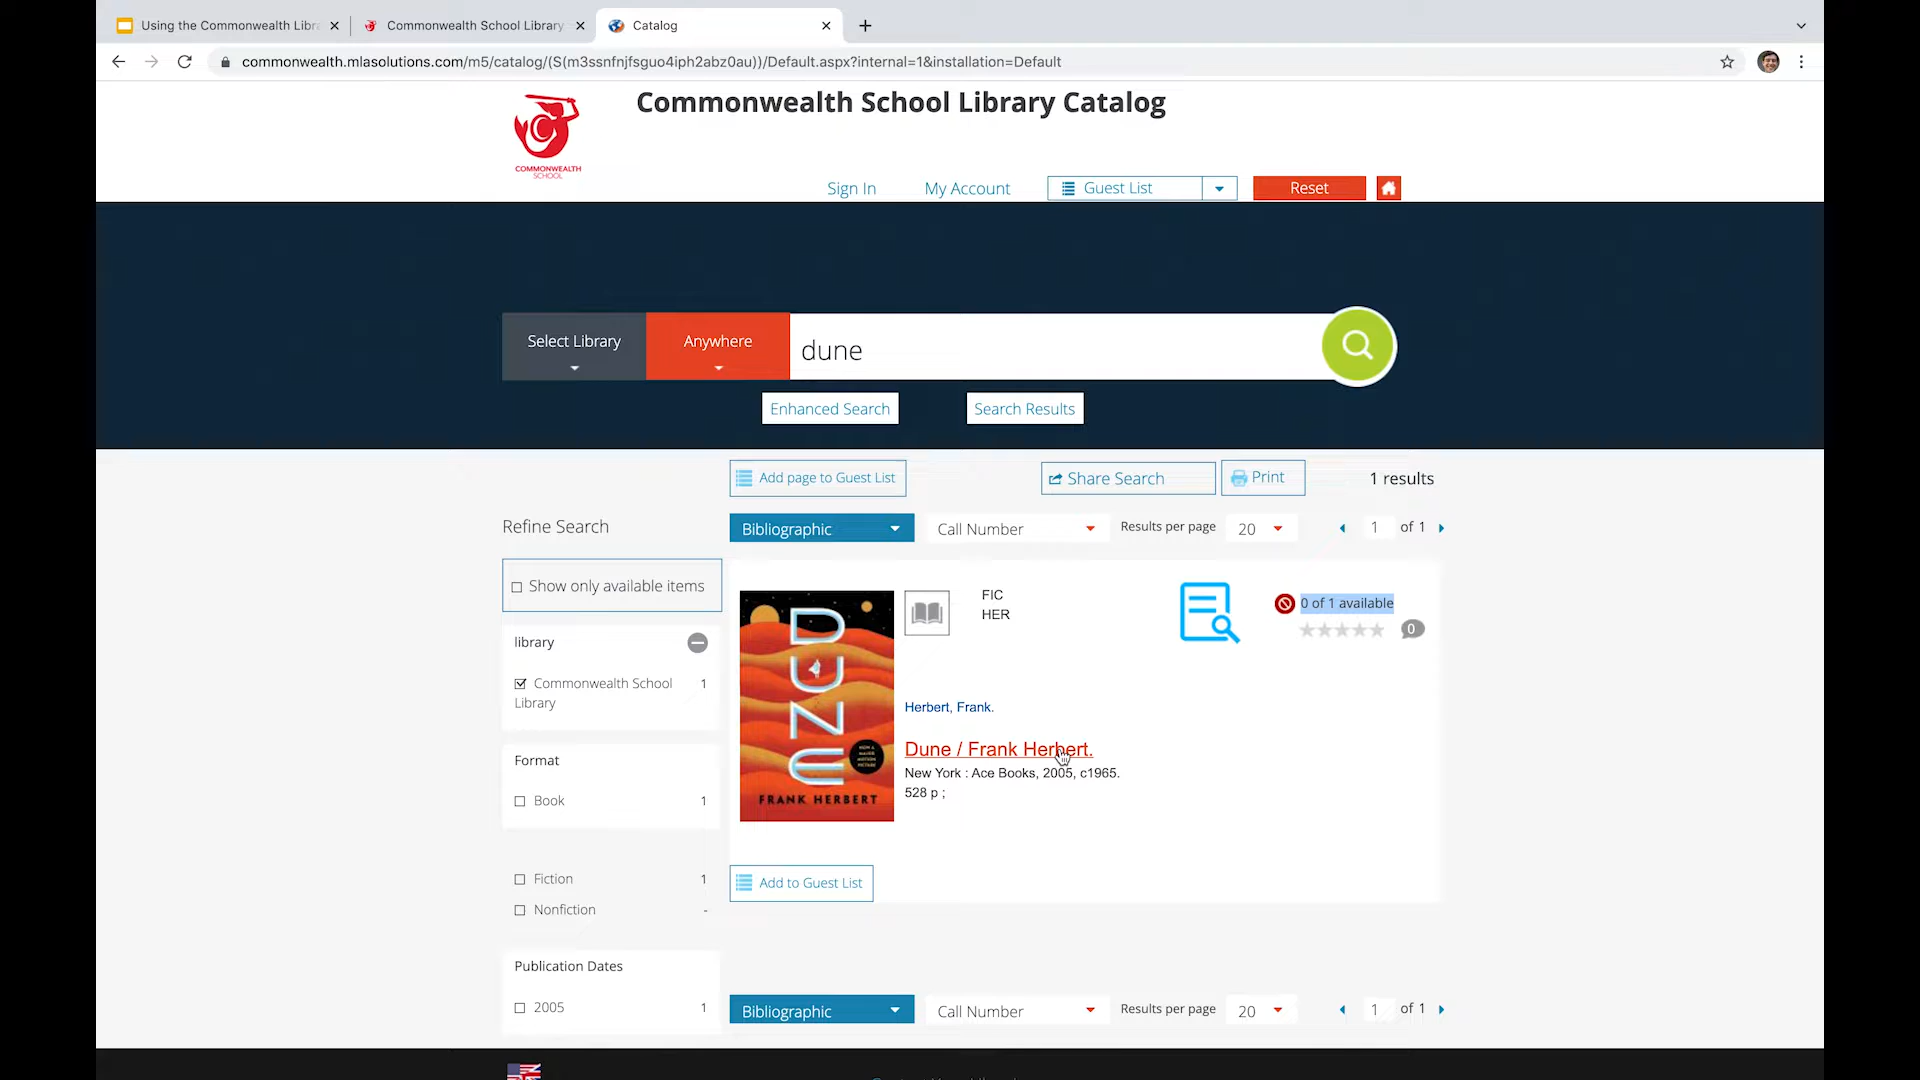 Using the Commonwealth Libra
Commonwealth School Library
Catalog
commonwealth.mlasolutions.com/m5/catalog/(S(m3ssnfnjfsguo4iph2abz0au))/Default.aspx?internal=1&installation=Default
COMMONWEALTH
SCHOOL
Commonwealth School Library Catalog
Sign In
My Account
Guest List
Reset
Select Library
Anywhere
dune
Enhanced Search
Search Results
Add page to Guest List
Share Search
Print
1 results
Refine Search
Bibliographic
Call Number
Results per page
20
1
of 1
Show only available items
library
Commonwealth School 1
Library
Format
Book 1
Fiction 1
Nonfiction -
Publication Dates
2005 1
DUNE
NOW A
MAJOR
MOTION
PICTURE
FRANK HERBERT
FIC
HER
0 of 1 available
0
Herbert, Frank.
Dune / Frank Herbert.
New York : Ace Books, 2005, c1965.
528 p ;
Add to Guest List
Bibliographic
Call Number
Results per page
20
1
of 1